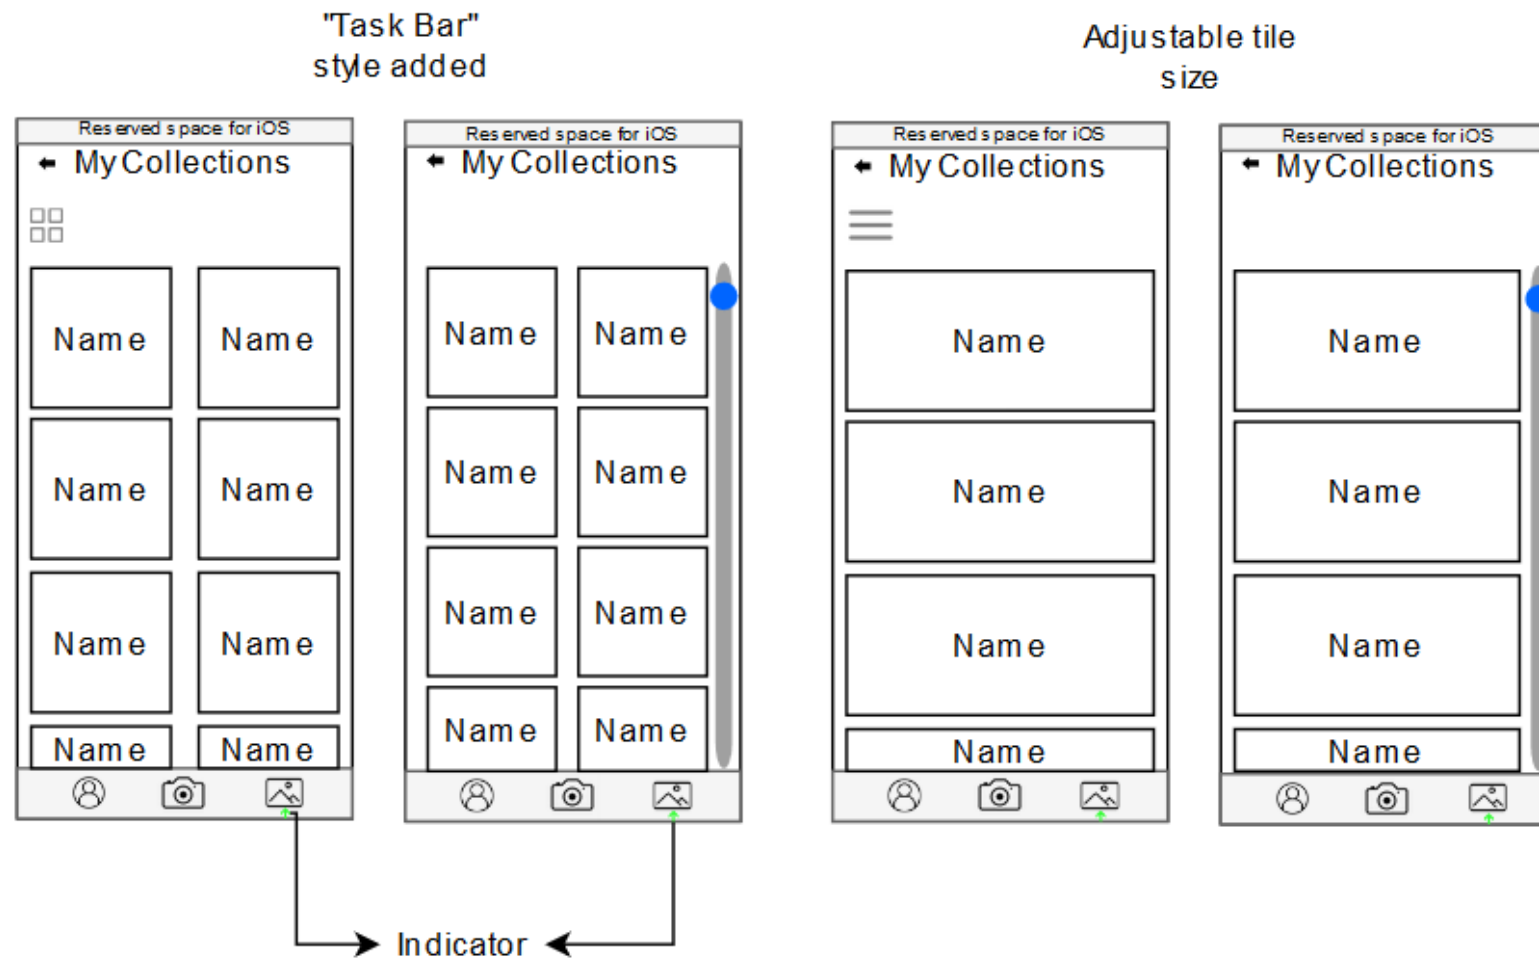 "Task Bar"
style added
Adjustable tile
size
Reserved space for iOS
My Collections
Name Name
Name Name
Name Name
Name Name
Reserved space for iOS
My Collections
Name Name
Name Name
Name Name
Name Name
Reserved space for iOS
My Collections
Name
Name
Name
Name
Reserved space for iOS
My Collections
Name
Name
Name
Name
Indicator